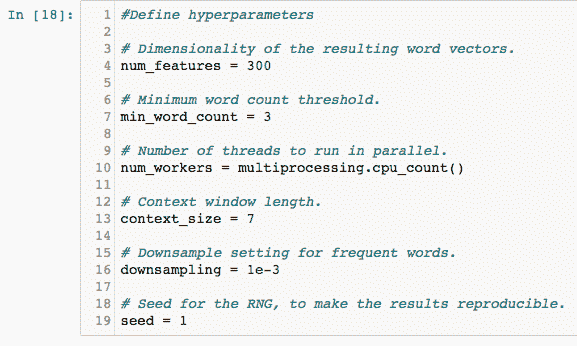 In [18]:
1 #Define hyperparameters
2
3 # Dimensionality of the resulting word vectors.
4 num_features = 300
5
6 # Minimum word count threshold.
7 min_word_count = 3
8
9 # Number of threads to run in parallel.
10 num_workers = multiprocessing.cpu_count()
11
12 # Context window length.
13 context_size = 7
14
15 # Downsample setting for frequent words.
16 downsampling = 1e-3
17
18 # Seed for the RNG, to make the results reproducible.
19 seed = 1